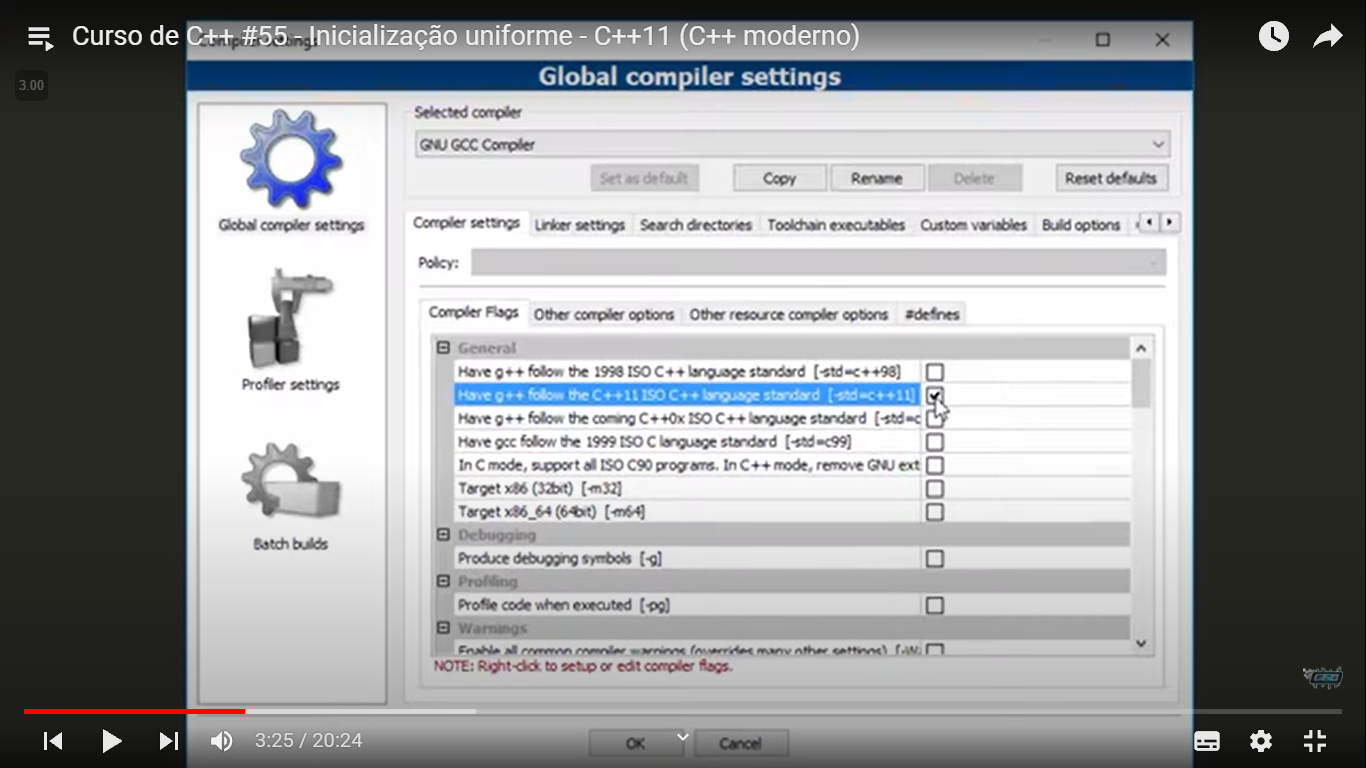 Curso de C++ #55 - Inicialização uniforme - C++11 (C++ moderno)
3.00
Global compiler settings
Selected compiler
GNU GCC Compiler
Set as default Copy Rename Delete Reset defaults
Global compiler settings
Compiler settings Linker settings Search directories Toolchain executables Custom variables Build options
Policy:
Compiler Flags Other compiler options Other resource compiler options #defines
General
Have g++ follow the 1998 ISO C++ language standard [-std=c++98]
Have g++ follow the C++11 ISO C++ language standard [-std=c++11]
Have g++ follow the coming C++0x ISO C++ language standard [-std=c
Profiler settings
Have gcc follow the 1999 ISO C language standard [-std=c99]
In C mode, support all ISO C90 programs. In C++ mode, remove GNU ext
Target x86 (32bit) [-m32]
Target x86_64 (64bit) [-m64]
Debugging
Batch builds
Produce debugging symbols [-g]
Profiling
Profile code when executed [-pg]
Warnings
Enable all common compiler warnings (overrides many other settings) [-W
NOTE: Right-click to setup or edit compiler flags.
3:25 / 20:24
OK Cancel